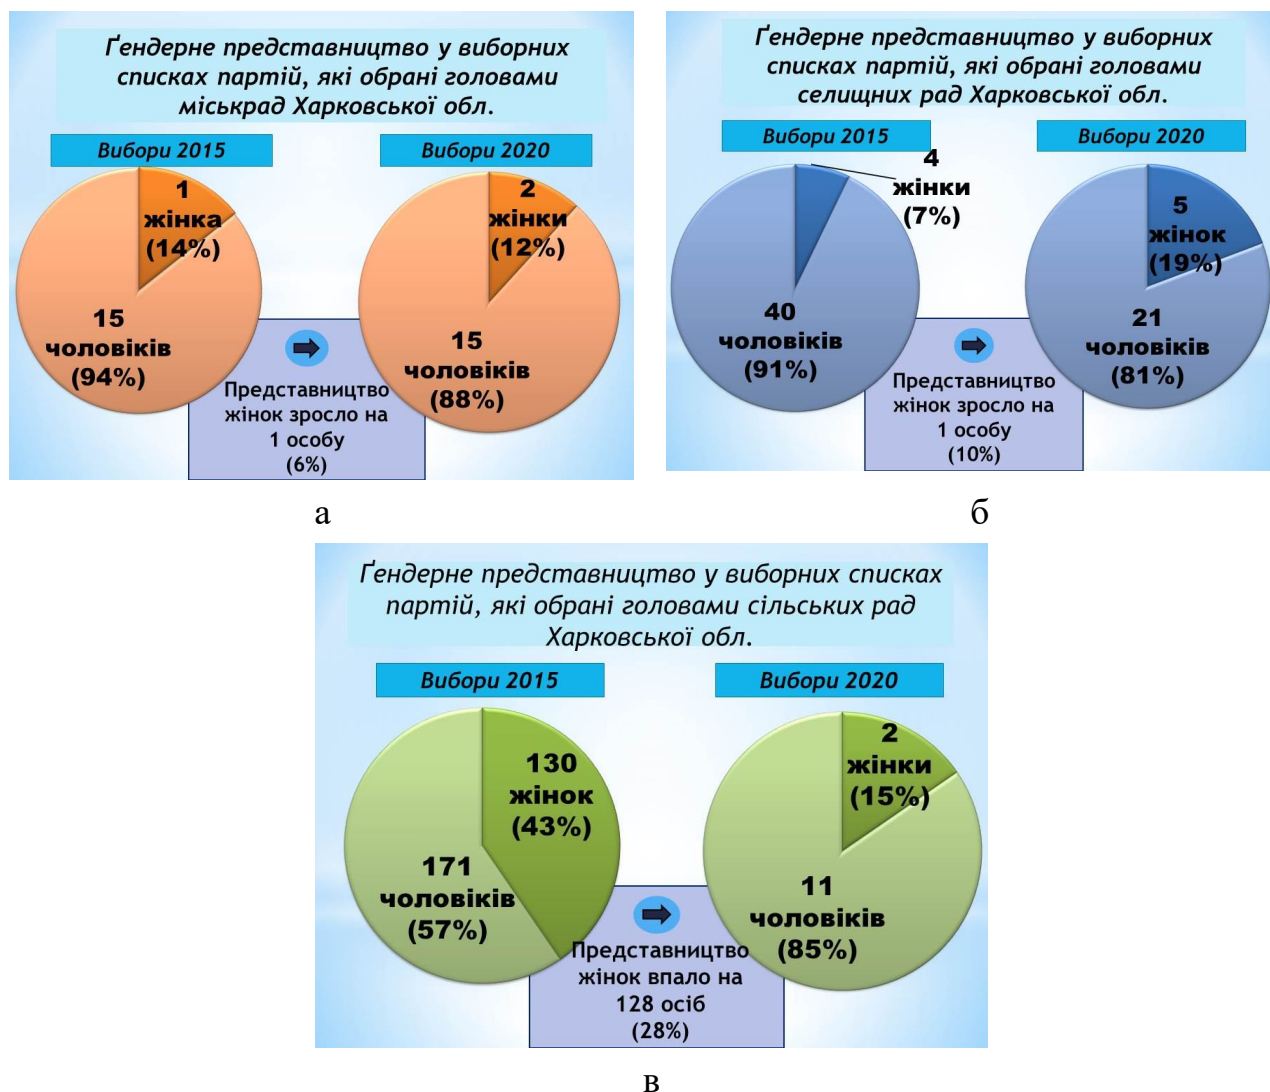 Ґендерне представництво у виборних
списках партій, які обрані головами
міськрад Харковської обл.
Вибори 2015
Вибори 2020
1
жінка
(14%)
15
чоловіків
(94%)
2
жінки
(12%)
15
чоловіків
(88%)
Представництво
жінок зросло на
1 особу
(6%)
а
Ґендерне представництво у виборних
списках партій, які обрані головами
селищних рад Харковської обл.
Вибори 2015
Вибори 2020
4
жінки
(7%)
40
чоловіків
(91%)
5
жінок
(19%)
21
чоловіків
(81%)
Представництво
жінок зросло на
1 особу
(10%)
б
Ґендерне представництво у виборних списках
партій, які обрані головами сільських рад
Харковської обл.
Вибори 2015
Вибори 2020
130
жінок
(43%)
171
чоловіків
(57%)
2
жінки
(15%)
11
чоловіків
(85%)
Представництво
жінок впало на
128 осіб
(28%)
в